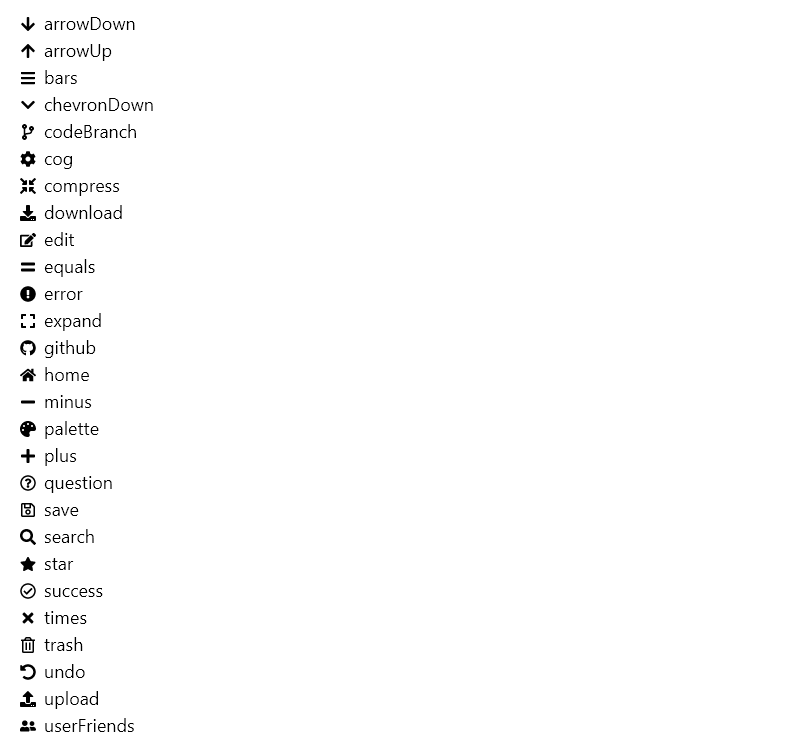 arrowDown
arrowUp
bars
chevronDown
codeBranch
cog
compress
download
edit
equals
error
expand
github
home
minus
palette
plus
question
save
search
star
success
times
trash
undo
upload
userFriends